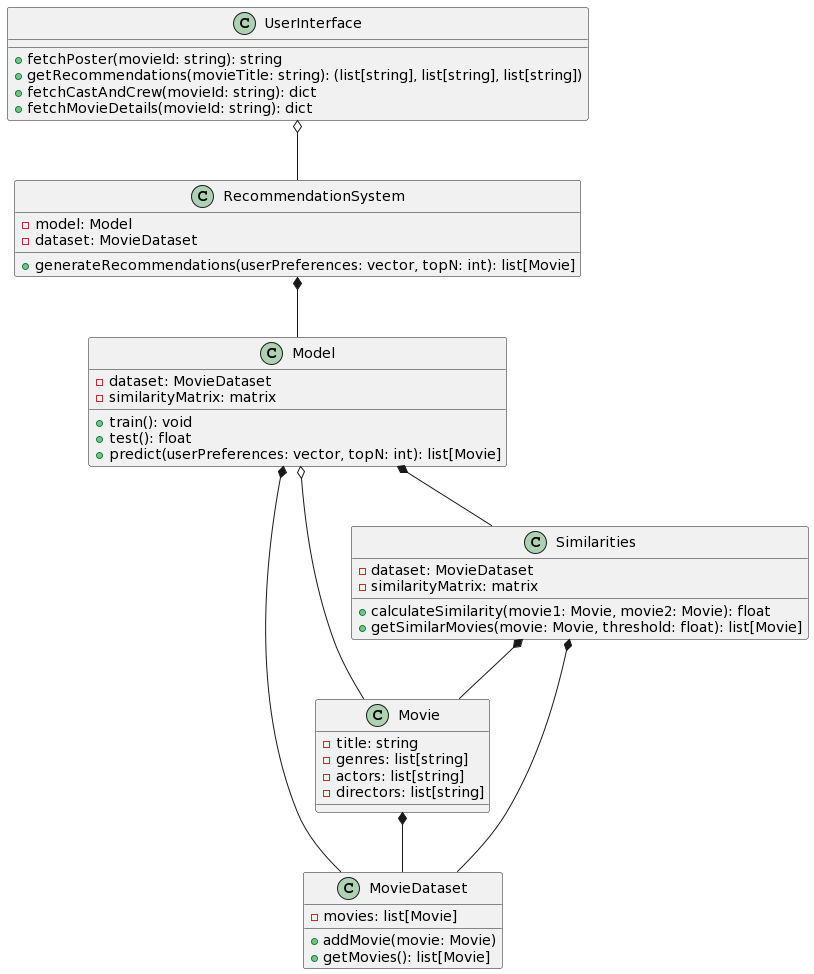 C UserInterface
fetchPoster(movieId: string): string
getRecommendations(movieTitle: string): (list[string], list[string], list[string])
fetchCastAndCrew(movieId: string): dict
fetchMovieDetails(movieId: string): dict
C RecommendationSystem
model: Model
dataset: MovieDataset
generateRecommendations(userPreferences: vector, topN: int): list[Movie]
C Model
dataset: MovieDataset
similarityMatrix: matrix
train(): void
test(): float
predict(userPreferences: vector, topN: int): list[Movie]
C Similarities
dataset: MovieDataset
similarityMatrix: matrix
calculateSimilarity(movie1: Movie, movie2: Movie): float
getSimilarMovies(movie: Movie, threshold: float): list[Movie]
C Movie
title: string
genres: list[string]
actors: list[string]
directors: list[string]
C MovieDataset
movies: list[Movie]
addMovie(movie: Movie)
getMovies(): list[Movie]